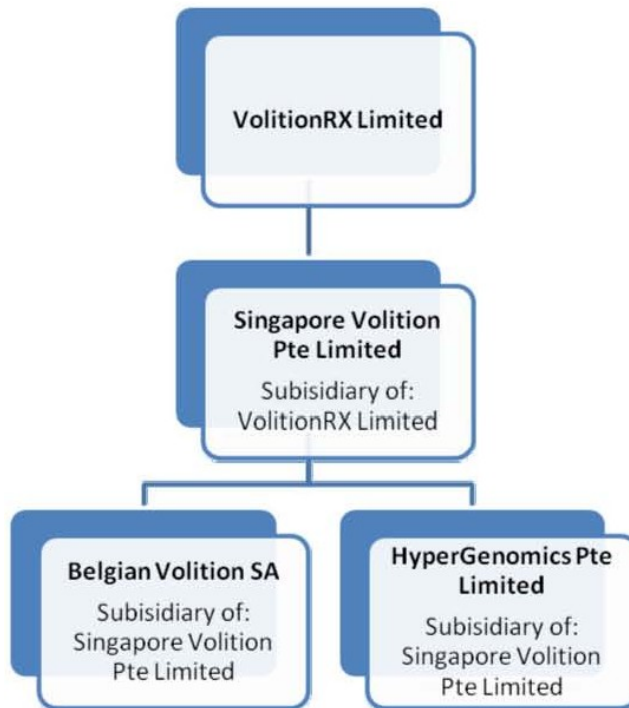 VolitionRX Limited
Singapore Volition
Pte Limited
Subisidiary of:
VolitionRX Limited
Belgian Volition SA
Subisidiary of:
Singapore Volition
Pte Limited
HyperGenomics Pte
Limited
Subisidiary of:
Singapore Volition
Pte Limited